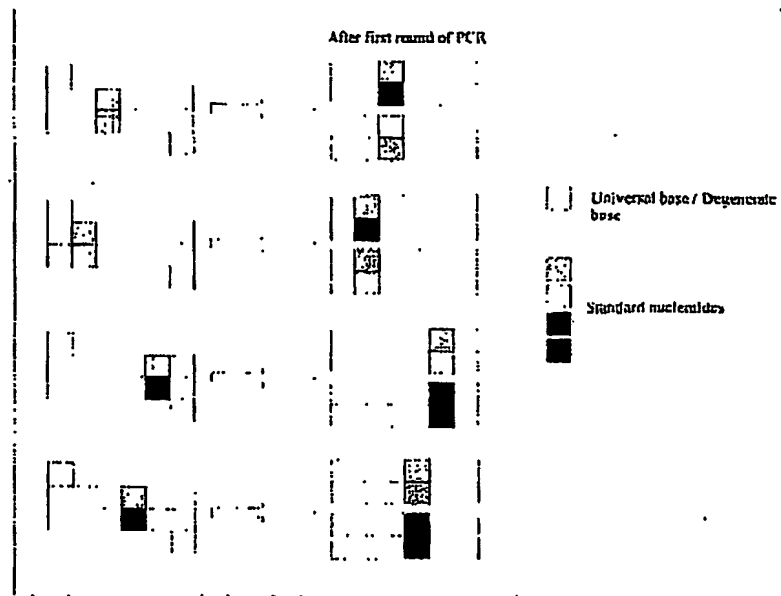 After first round of PCR
Universal base / Degenerate
base
Standard nucleotides